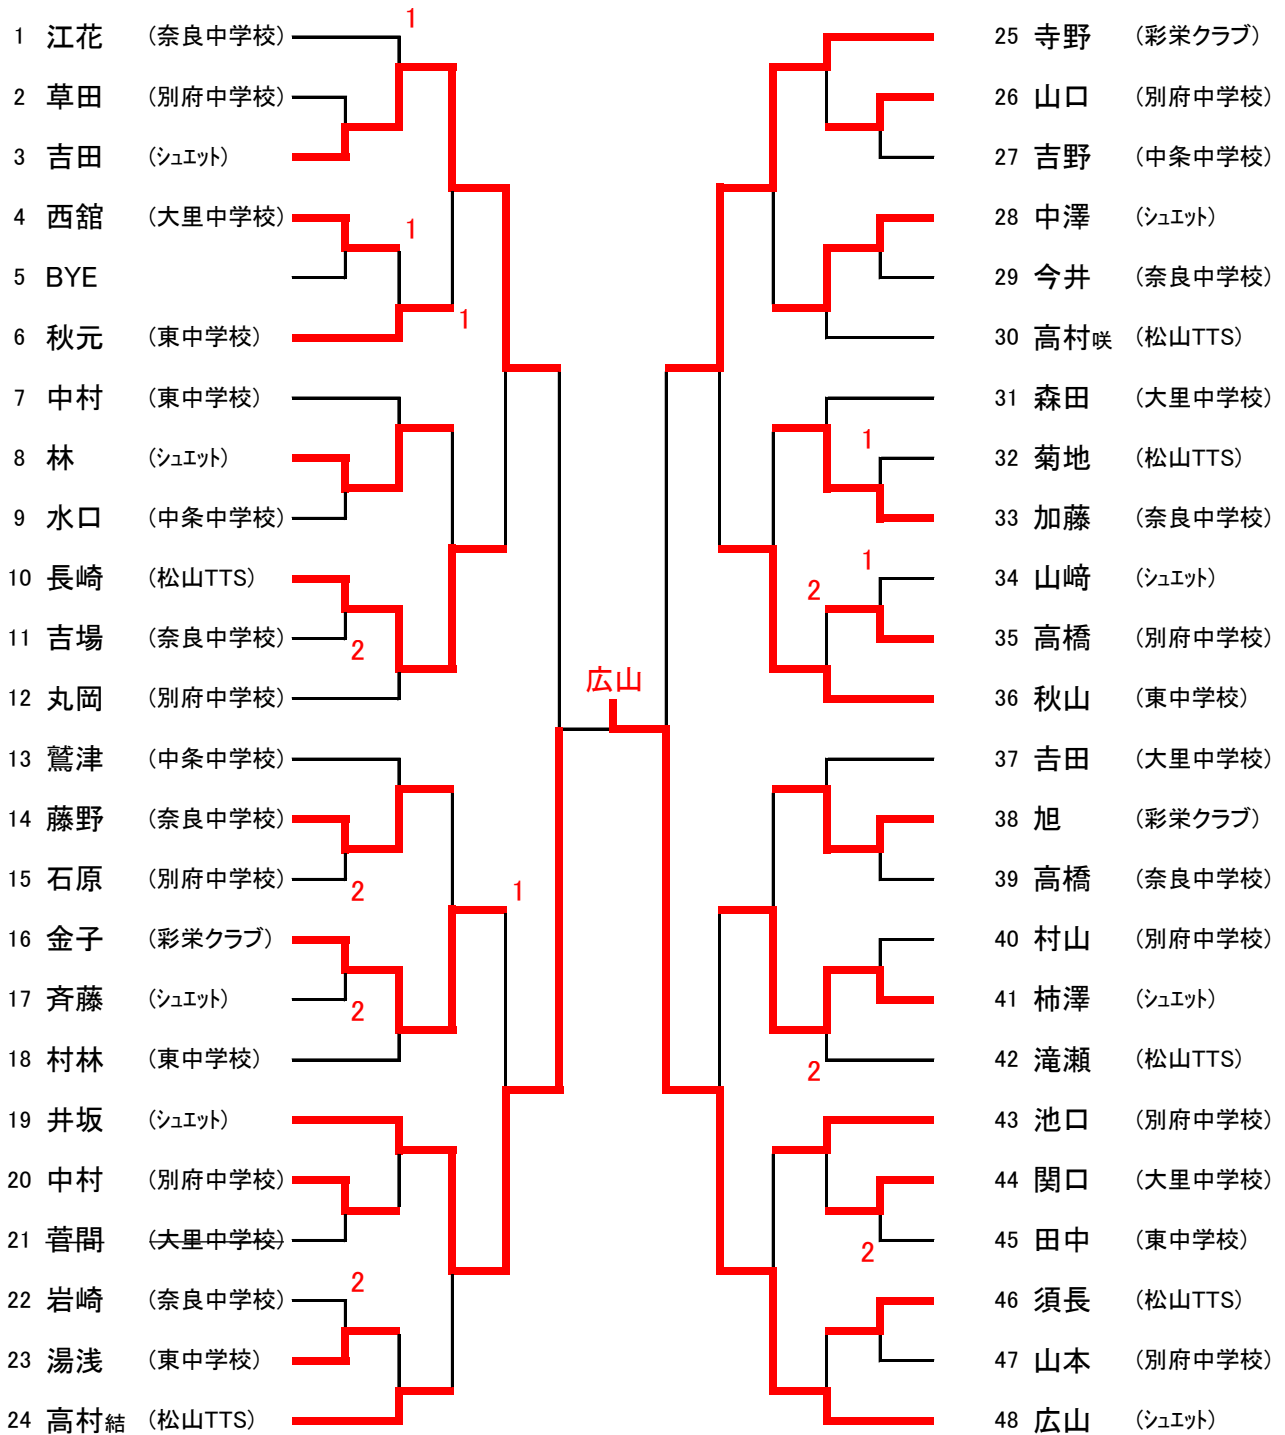 1 江花 (奈良中学校)
2 草田 (別府中学校)
3 吉田 (シュエット)
4 西舘 (大里中学校)
5 BYE
6 秋元 (東中学校)
7 中村 (東中学校)
8 林 (シュエット)
9 水口 (中条中学校)
10 長崎 (松山TTS)
11 吉場 (奈良中学校)
12 丸岡 (別府中学校)
13 鷲津 (中条中学校)
14 藤野 (奈良中学校)
15 石原 (別府中学校)
16 金子 (彩栄クラブ)
17 斉藤 (シュエット)
18 村林 (東中学校)
19 井坂 (シュエット)
20 中村 (別府中学校)
21 菅間 (大里中学校)
22 岩崎 (奈良中学校)
23 湯浅 (東中学校)
24 高村結 (松山TTS)
1
1
1
2
2
2
1
2
広山
1
1
2
2
2
25 寺野 (彩栄クラブ)
26 山口 (別府中学校)
27 吉野 (中条中学校)
28 中澤 (シュエット)
29 今井 (奈良中学校)
30 高村咲 (松山TTS)
31 森田 (大里中学校)
32 菊地 (松山TTS)
33 加藤 (奈良中学校)
34 山﨑 (シュエット)
35 高橋 (別府中学校)
36 秋山 (東中学校)
37 𠮷田 (大里中学校)
38 旭 (彩栄クラブ)
39 高橋 (奈良中学校)
40 村山 (別府中学校)
41 柿澤 (シュエット)
42 滝瀬 (松山TTS)
43 池口 (別府中学校)
44 関口 (大里中学校)
45 田中 (東中学校)
46 須長 (松山TTS)
47 山本 (別府中学校)
48 広山 (シュエット)